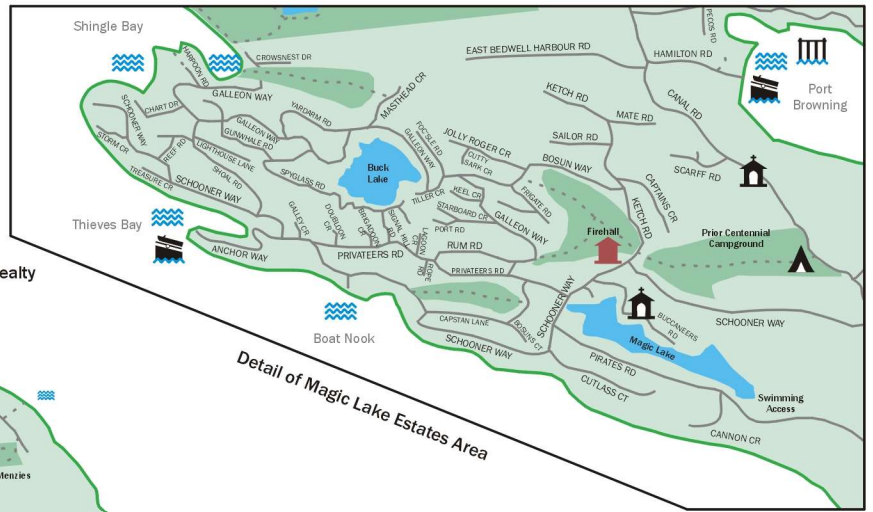 Shingle Bay
CROWSNEST DR
HARPOON RD
EAST BEDWELL HARBOUR RD
HAMILTON RD
PECOS RD
Port
Browning
GALLEON WAY
MASTHEAD CR
KETCH RD
CANAL RD
SCHOONER WAY
CHART DR
YARDARM RD
MATE RD
GALLEON WAY
GUNWHALE RD
FOC'SLE RD
GALLEON WAY
JOLLY ROGER CR
SAILOR RD
STORM CR
REEF RD
LIGHTHOUSE LANE
CUTTY
SARK CR
BOSUN WAY
SCARFF RD
Buck
Lake
TREASURE CR
SHOAL RD
SPYGLASS RD
SCHOONER WAY
TILLER CR
KEEL CR
FRIGATE RD
CAPTAINS CR
KETCH RD
STARBOARD CR
GALLEON WAY
Thieves Bay
GALLEY CR
DOUBLOON
CR
BRIGADOON
CR
SIGNAL HILL
RD
LAGOON
CR
PORT RD
Firehall
Prior Centennial
Campground
ANCHOR WAY
PRIVATEERS RD
RUM RD
ROPE
RD
PRIVATEERS RD
ealty
SCHOONER WAY
BUCCANEERS
RD
SCHOONER WAY
Boat Nook
CAPSTAN LANE
BOSUNS CT
SCHOONER WAY
Magic Lake
PIRATES RD
CUTLASS CT
Swimming
Access
CANNON CR
Detail of Magic Lake Estates Area
Menzies